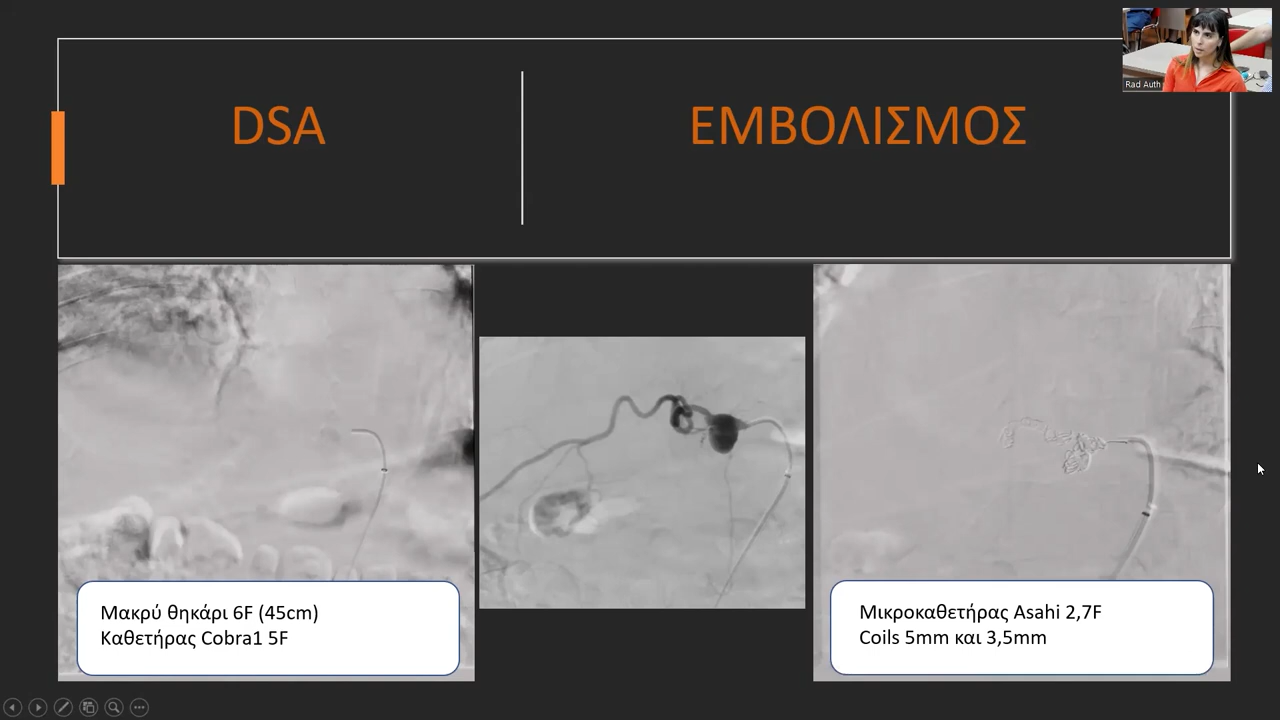 DSA
ΕΜΒΟΛΙΣΜΟΣ
Rad Auth
Μακρύ θηκάρι 6F (45cm)
Καθετήρας Cobra1 5F
Μικροκαθετήρας Asahi 2,7F
Coils 5mm και 3,5mm